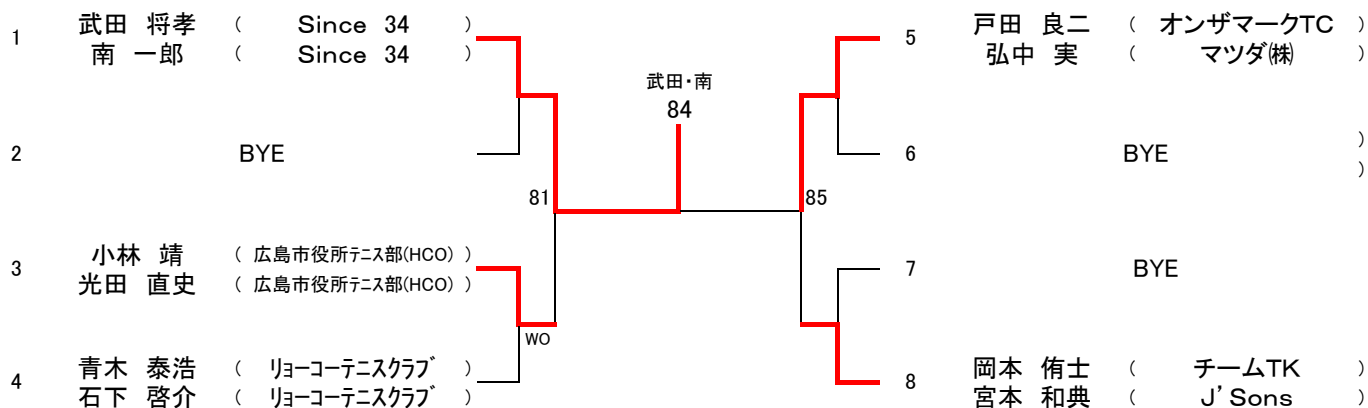 1 武田 将孝 ( Since 34 )
南 一郎 ( Since 34 )
2 BYE
3 小林 靖 ( 広島市役所テニス部(HCO) )
光田 直史 ( 広島市役所テニス部(HCO) )
4 青木 泰浩 ( リョーコーテニスクラブ )
石下 啓介 ( リョーコーテニスクラブ )
81
WO
武田・南
84
85
5 戸田 良二 ( オンザマークTC )
弘中 実 ( マツダ㈱ )
6 BYE )
)
7 BYE
8 岡本 侑士 ( チームTK )
宮本 和典 ( J'Sons )